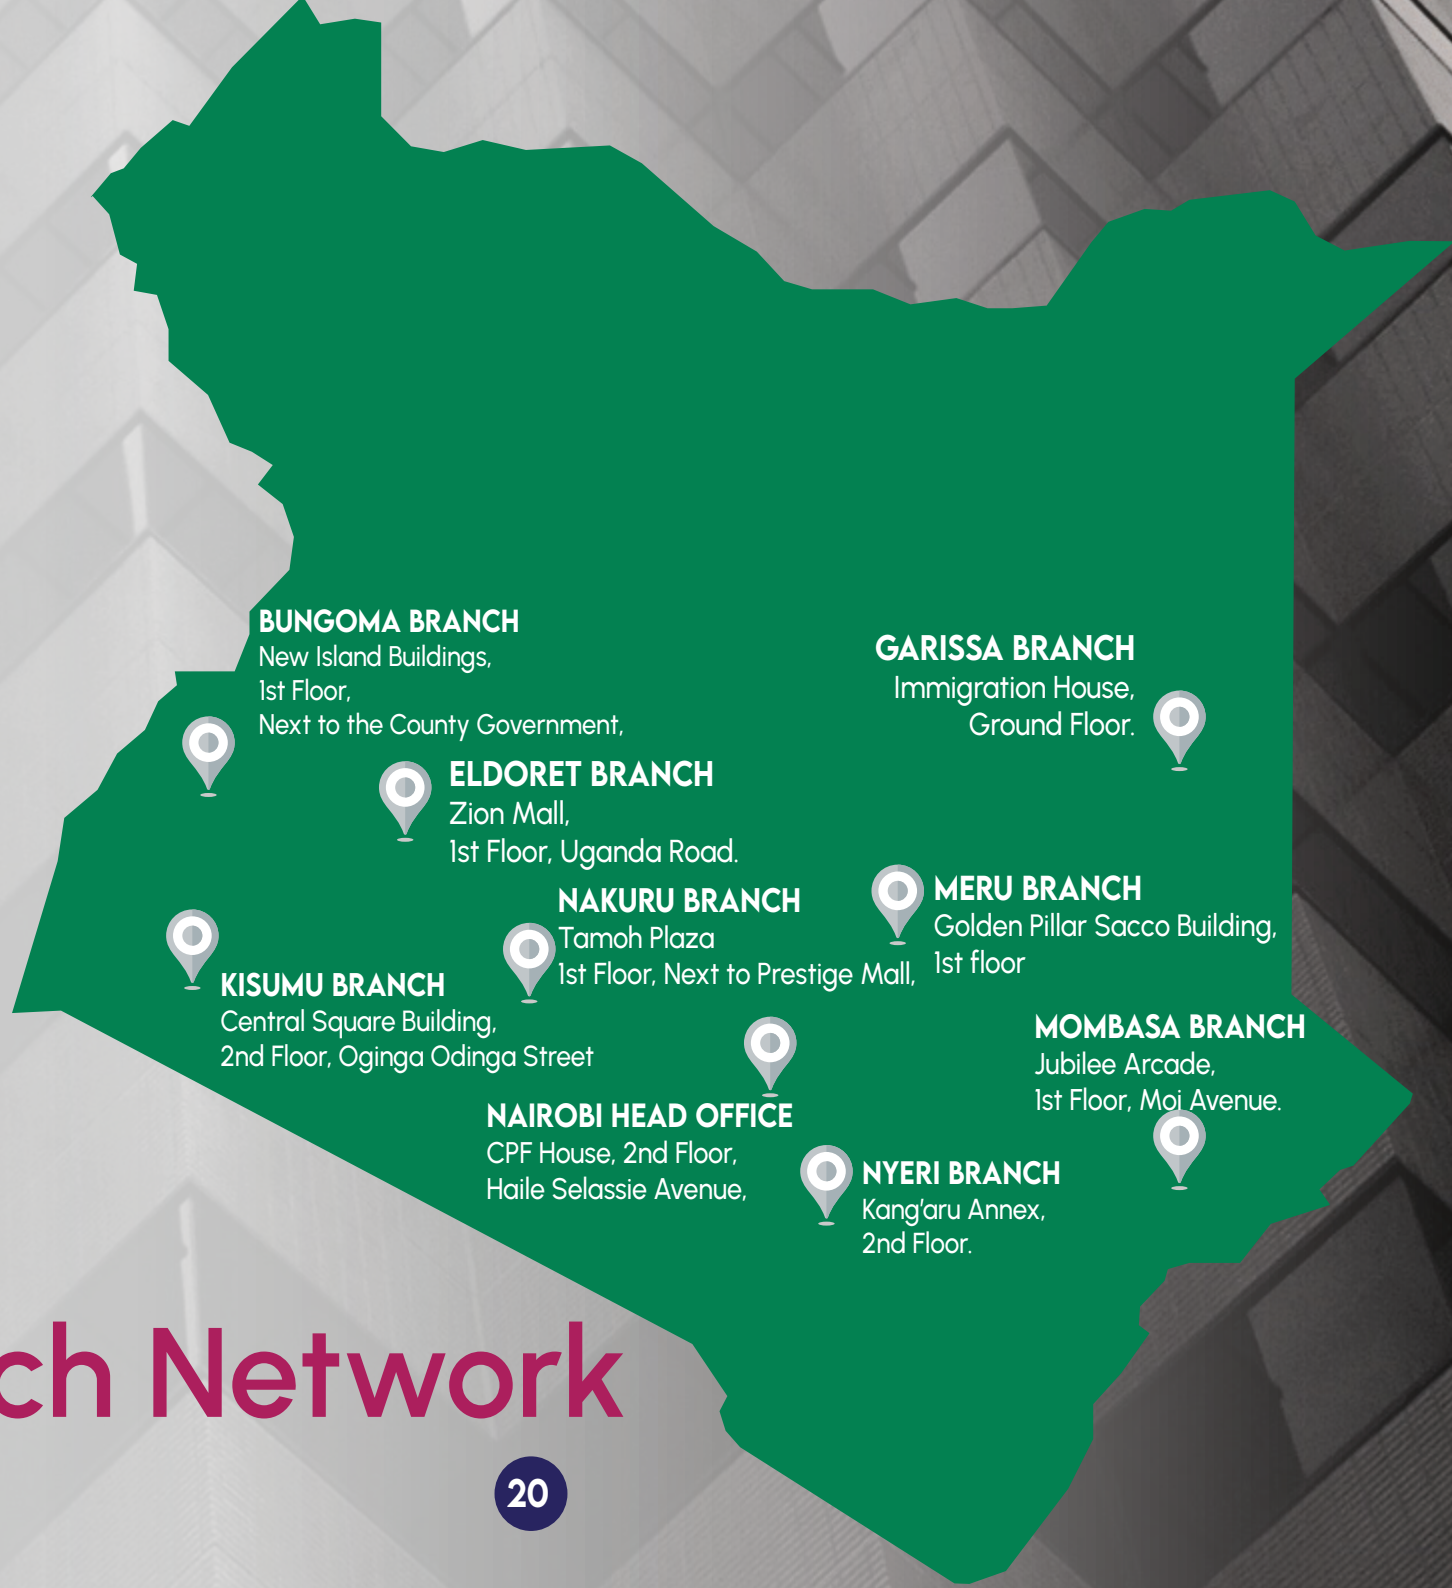 BUNGOMA BRANCH
New Island Buildings,
1st Floor,
Next to the County Government,
GARISSA BRANCH
Immigration House,
Ground Floor.
ELDORET BRANCH
Zion Mall,
1st Floor, Uganda Road.
NAKURU BRANCH
Tamoh Plaza
1st Floor, Next to Prestige Mall,
MERU BRANCH
Golden Pillar Sacco Building,
1st floor
KISUMU BRANCH
Central Square Building,
2nd Floor, Oginga Odinga Street
MOMBASA BRANCH
Jubilee Arcade,
1st Floor, Moi Avenue.
NAIROBI HEAD OFFICE
CPF House, 2nd Floor,
Haile Selassie Avenue,
NYERI BRANCH
Kang'aru Annex,
2nd Floor.
ch Network
20